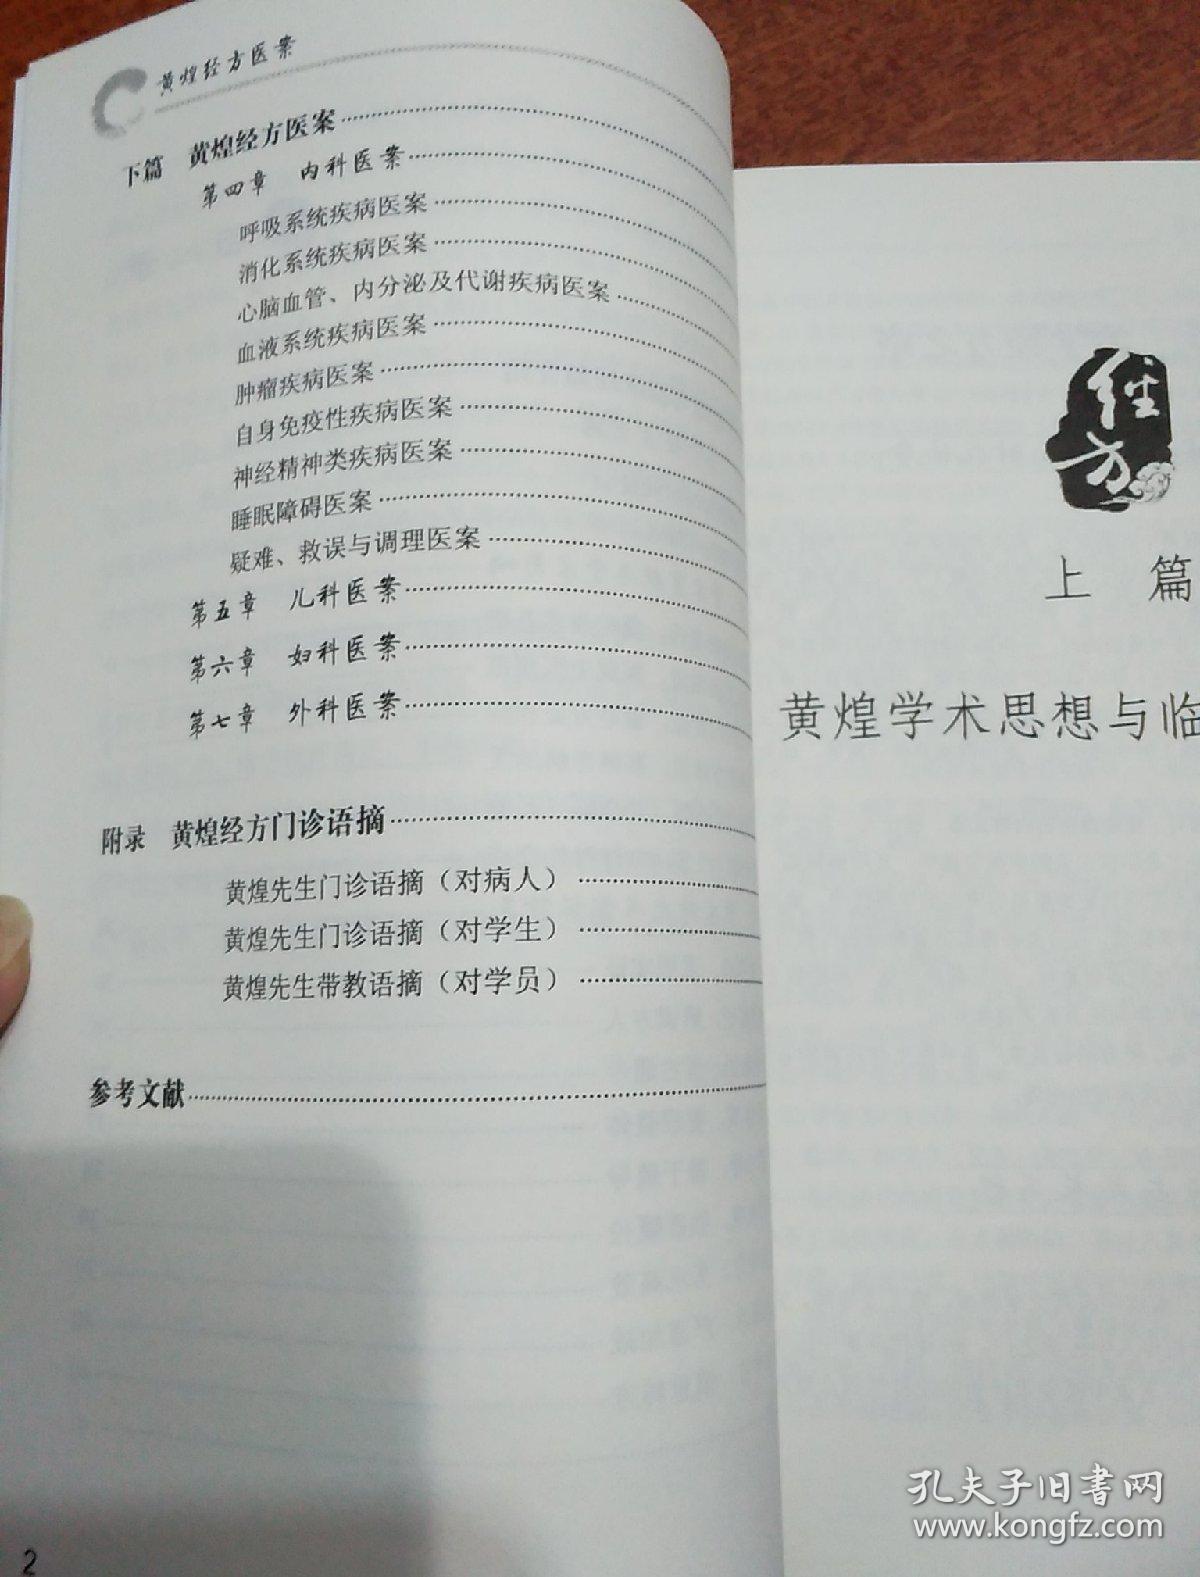 黄煌经方医案
下篇 黄煌经方医案
第四章 内科医案
呼吸系统疾病医案
消化系统疾病医案
心脑血管、内分泌及代谢疾病医案
血液系统疾病医案
肿瘤疾病医案
自身免疫性疾病医案
神经精神类疾病医案
睡眠障碍医案
疑难、救误与调理医案
第五章 儿科医案
第六章 妇科医案
第七章 外科医案
附录 黄煌经方门诊语摘
黄煌先生门诊语摘（对病人）
黄煌先生门诊语摘（对学生）
黄煌先生带教语摘（对学员）
参考文献
2
经方
上篇
黄煌学术思想与临
孔夫子旧书网
www.kongfz.com